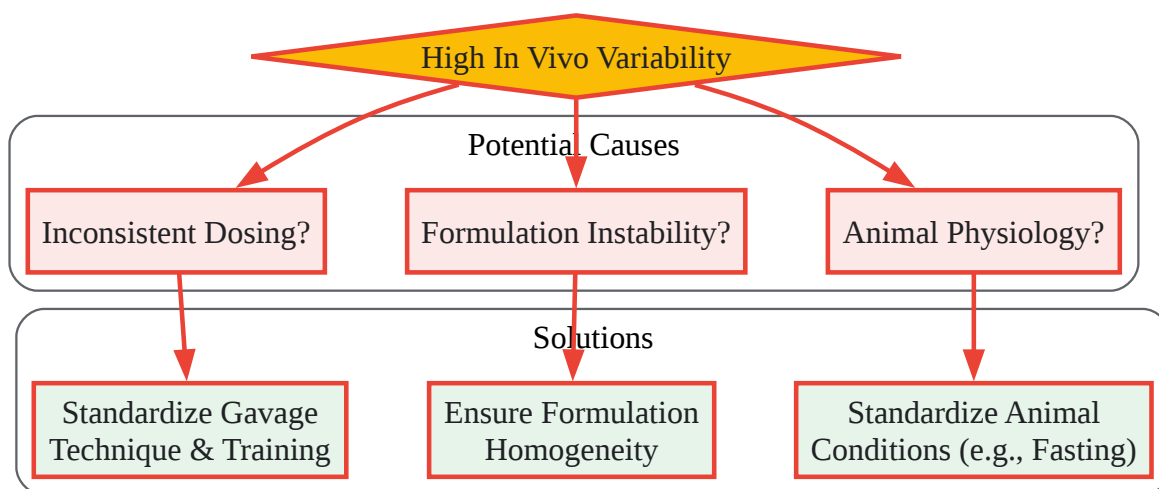 High In Vivo Variability
Potential Causes
Inconsistent Dosing?
Formulation Instability?
Animal Physiology?
Solutions
Standardize Gavage
Technique & Training
Ensure Formulation
Homogeneity
Standardize Animal
Conditions (e.g., Fasting)